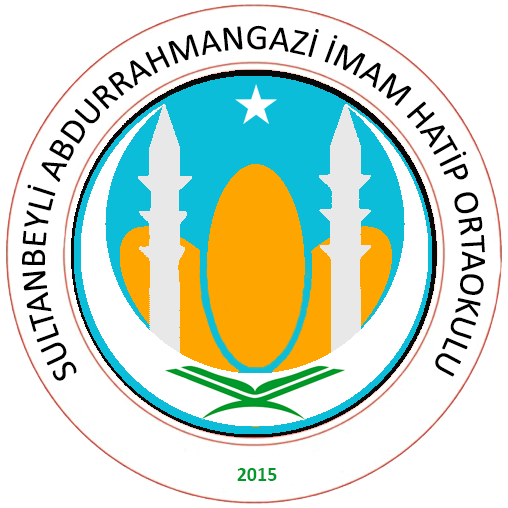 SULTANBEYLİ ABDURRAHMANGAZİ İMAM HATİP ORTAOKULU
2015